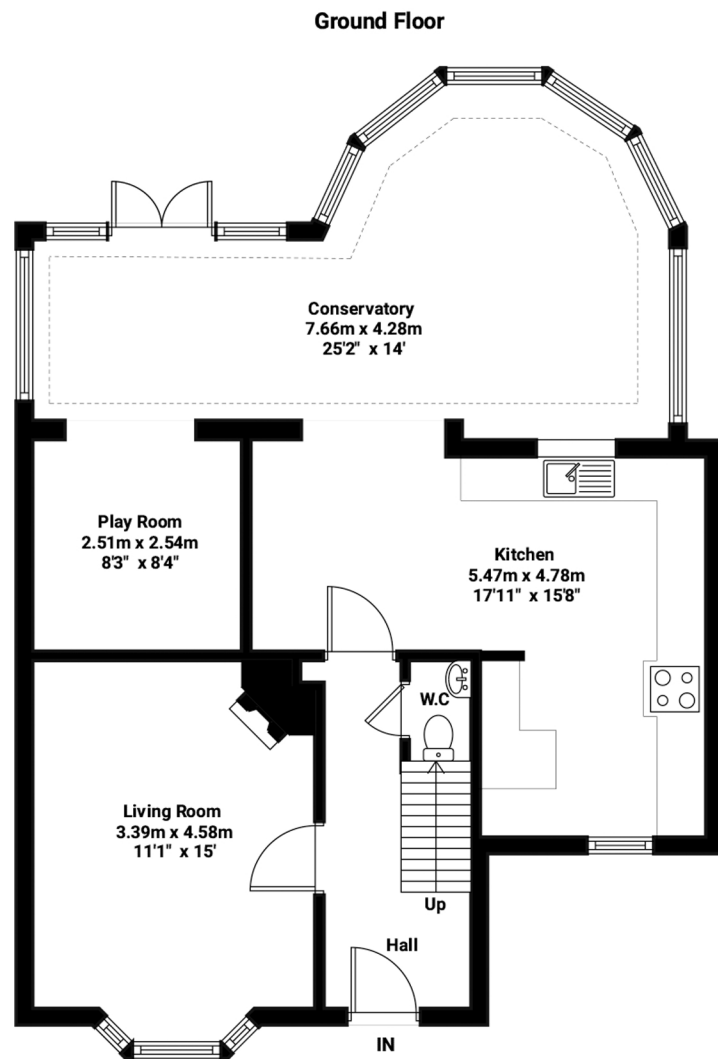 Ground Floor
Conservatory
7.66m x 4.28m
25'2" x 14'
Play Room
2.51m x 2.54m
8'3" x 8'4"
Kitchen
5.47m x 4.78m
17'11" x 15'8"
W.C
Living Room
3.39m x 4.58m
11'1" x 15'
Up
Hall
IN